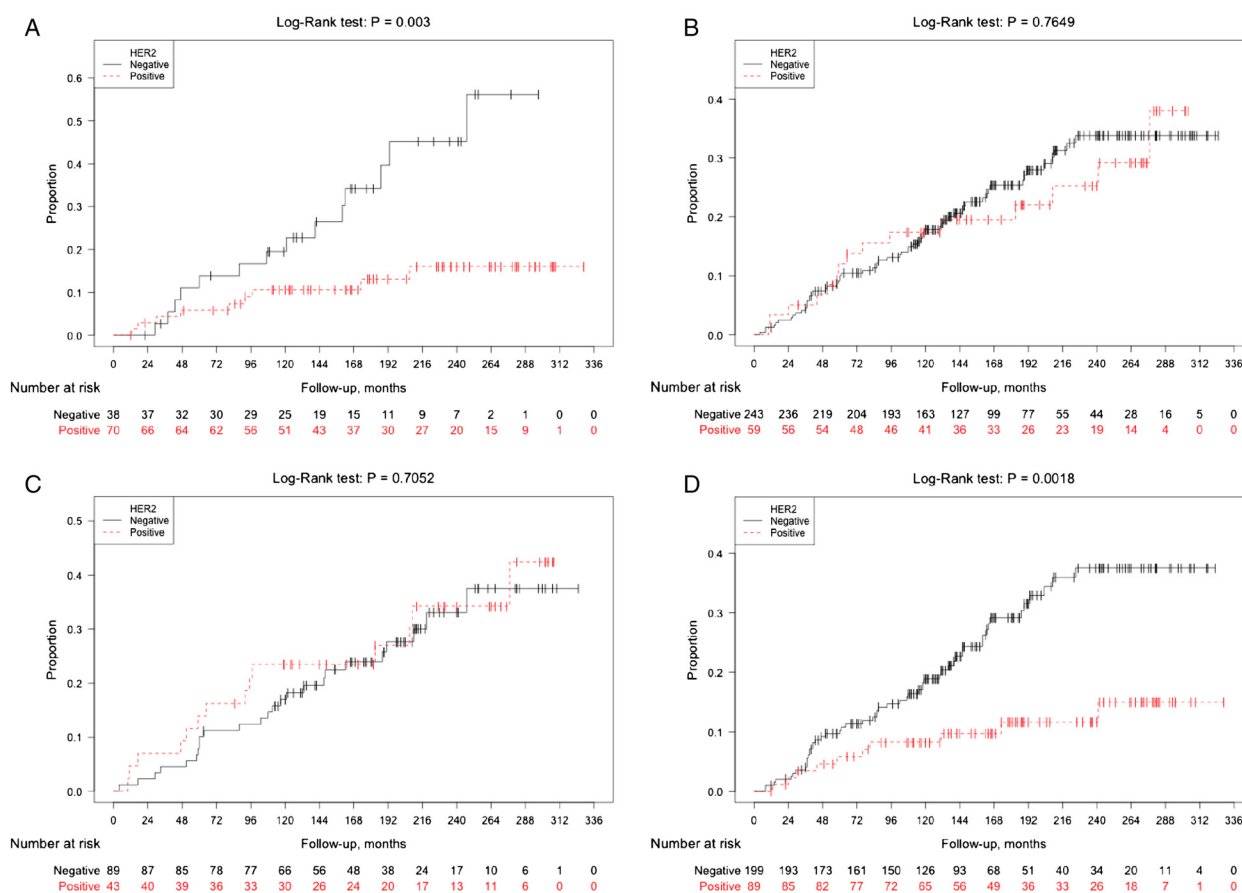 A
Log-Rank test: P = 0.003
HER2
Negative
Positive
0.6
0.5
0.4
0.3
0.2
0.1
0.0
Proportion
0 24 48 72 96 120 144 168 192 216 240 264 288 312 336
Number at risk
Follow-up, months
Negative 38 37 32 30 29 25 19 15 11 9 7 2 1 0 0
Positive 70 66 64 62 56 51 43 37 30 27 20 15 9 1 0
B
Log-Rank test: P = 0.7649
HER2
Negative
Positive
0.4
0.3
0.2
0.1
0.0
Proportion
0 24 48 72 96 120 144 168 192 216 240 264 288 312 336
Number at risk
Follow-up, months
Negative 243 236 219 204 193 163 127 99 77 55 44 28 16 5 0
Positive 59 56 54 48 46 41 36 33 26 23 19 14 4 0 0
C
Log-Rank test: P = 0.7052
HER2
Negative
Positive
0.5
0.4
0.3
0.2
0.1
0.0
Proportion
0 24 48 72 96 120 144 168 192 216 240 264 288 312 336
Number at risk
Follow-up, months
Negative 89 87 85 78 77 66 56 48 38 24 17 10 6 1 0
Positive 43 40 39 36 33 30 26 24 20 17 13 11 6 0 0
D
Log-Rank test: P = 0.0018
HER2
Negative
Positive
0.4
0.3
0.2
0.1
0.0
Proportion
0 24 48 72 96 120 144 168 192 216 240 264 288 312 336
Number at risk
Follow-up, months
Negative 199 193 173 161 150 126 93 68 51 40 34 20 11 4 0
Positive 89 85 82 77 72 65 56 49 36 33 26 18 7 1 0